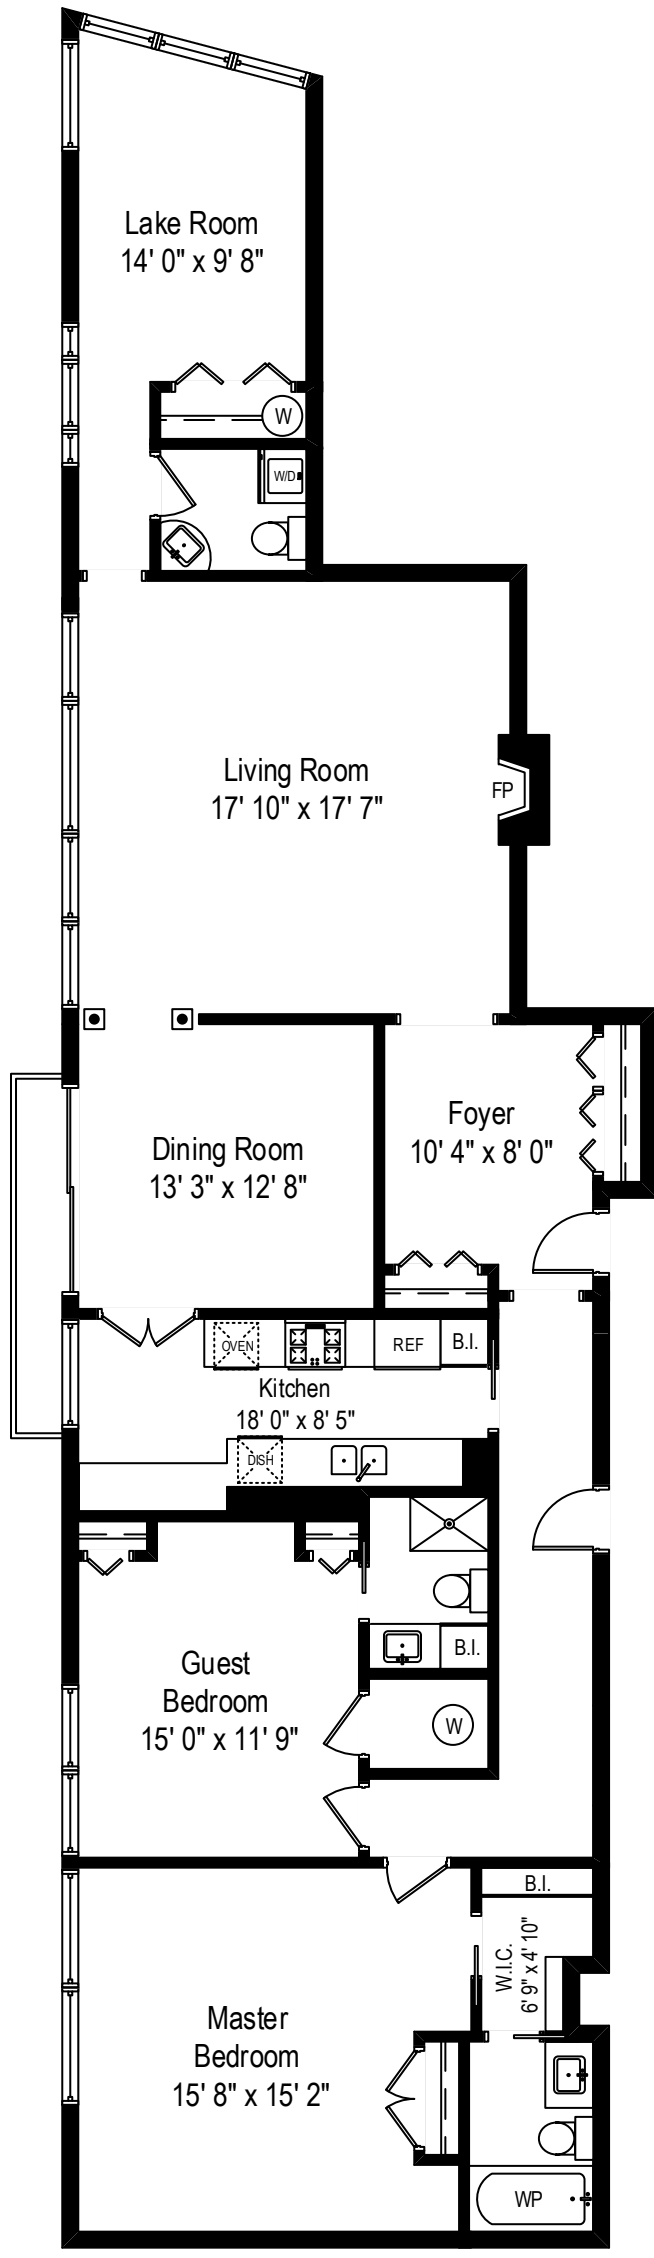 Lake Room
14' 0" x 9' 8"
W
W/D
Living Room
17' 10" x 17' 7"
FP
Foyer
10' 4" x 8' 0"
Dining Room
13' 3" x 12' 8"
OVEN
REF
B.I.
Kitchen
18' 0" x 8' 5"
DISH
B.I.
Guest
Bedroom
15' 0" x 11' 9"
W
B.I.
W.I.C.
6' 9" x 4' 10"
Master
Bedroom
15' 8" x 15' 2"
WP